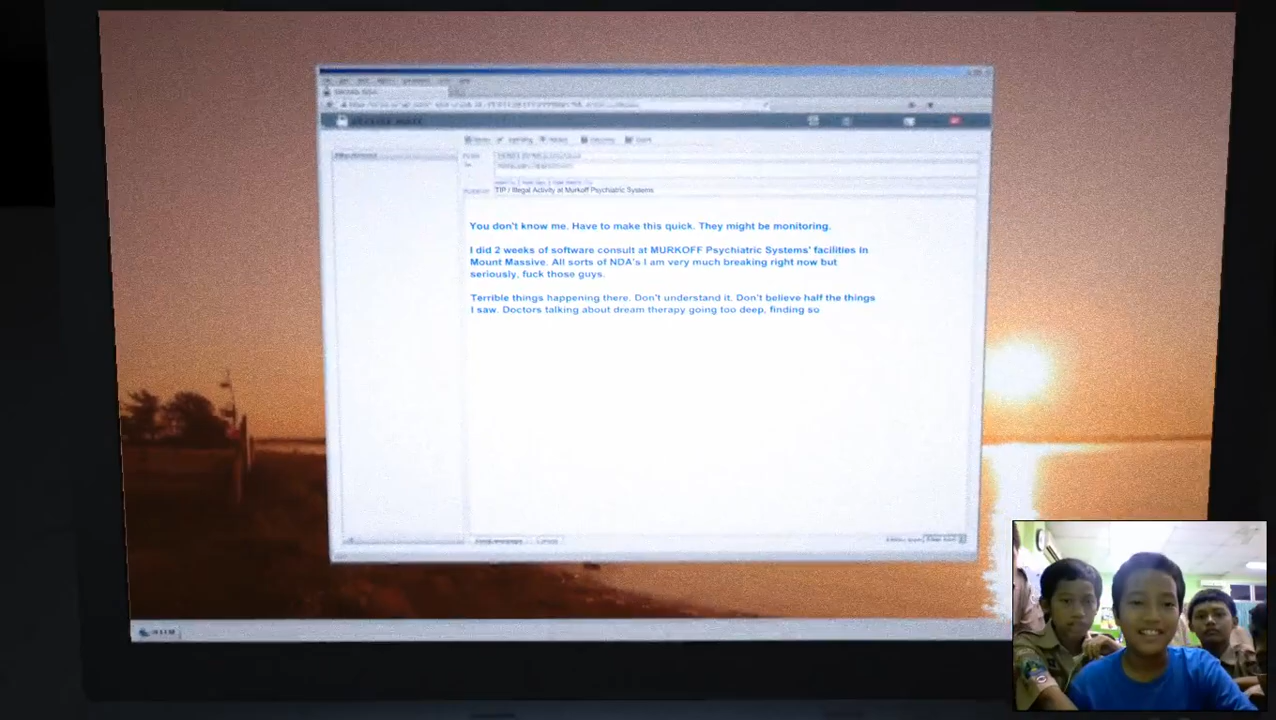 TIP / Illegal Activity at Murkoff Psychiatric Systems
You don't know me. Have to make this quick. They might be monitoring.
I did 2 weeks of software consult at MURKOFF Psychiatric Systems' facilities in
Mount Massive. All sorts of NDA's I am very much breaking right now but
seriously, fuck those guys.
Terrible things happening there. Don't understand it. Don't believe half the things
I saw. Doctors talking about dream therapy going too deep, finding so